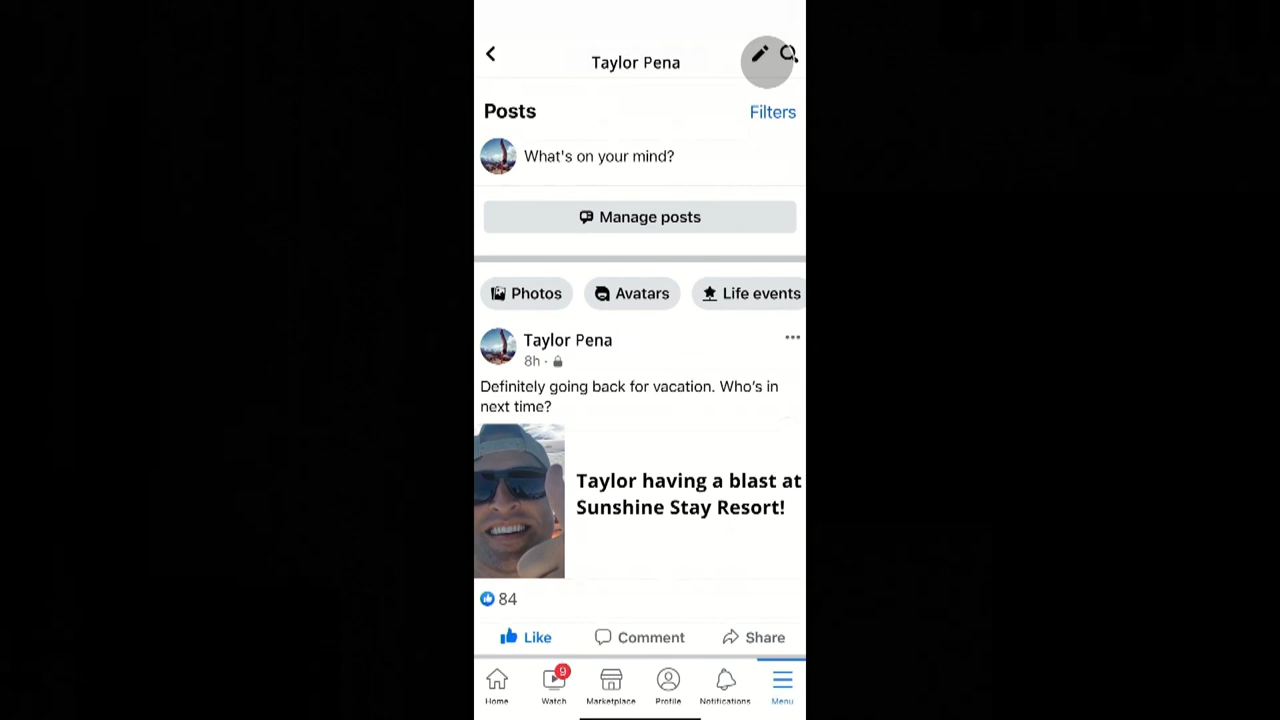 Taylor Pena
Posts
Filters
What's on your mind?
Manage posts
Photos
Avatars
Life events
Taylor Pena
8h ·
Definitely going back for vacation. Who's in
next time?
Taylor having a blast at
Sunshine Stay Resort!
84
Like
Comment
Share
9
Home
Watch
Marketplace
Profile
Notifications
Menu